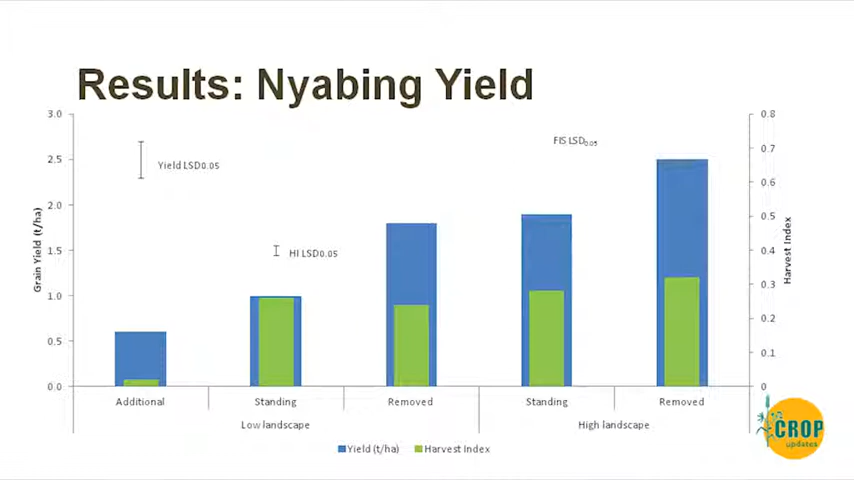 Results: Nyabing Yield
3.0
2.5
2.0
1.5
1.0
0.5
0.0
Grain Yield (t/ha)
Yield LSD0.05
HI LSD0.05
FIS LSD0.05
0.8
0.7
0.6
0.5
0.4
0.3
0.2
0.1
0
Harvest Index
Additional Standing Removed Standing Removed
Low landscape High landscape
Yield (t/ha) Harvest Index
CROP
updates